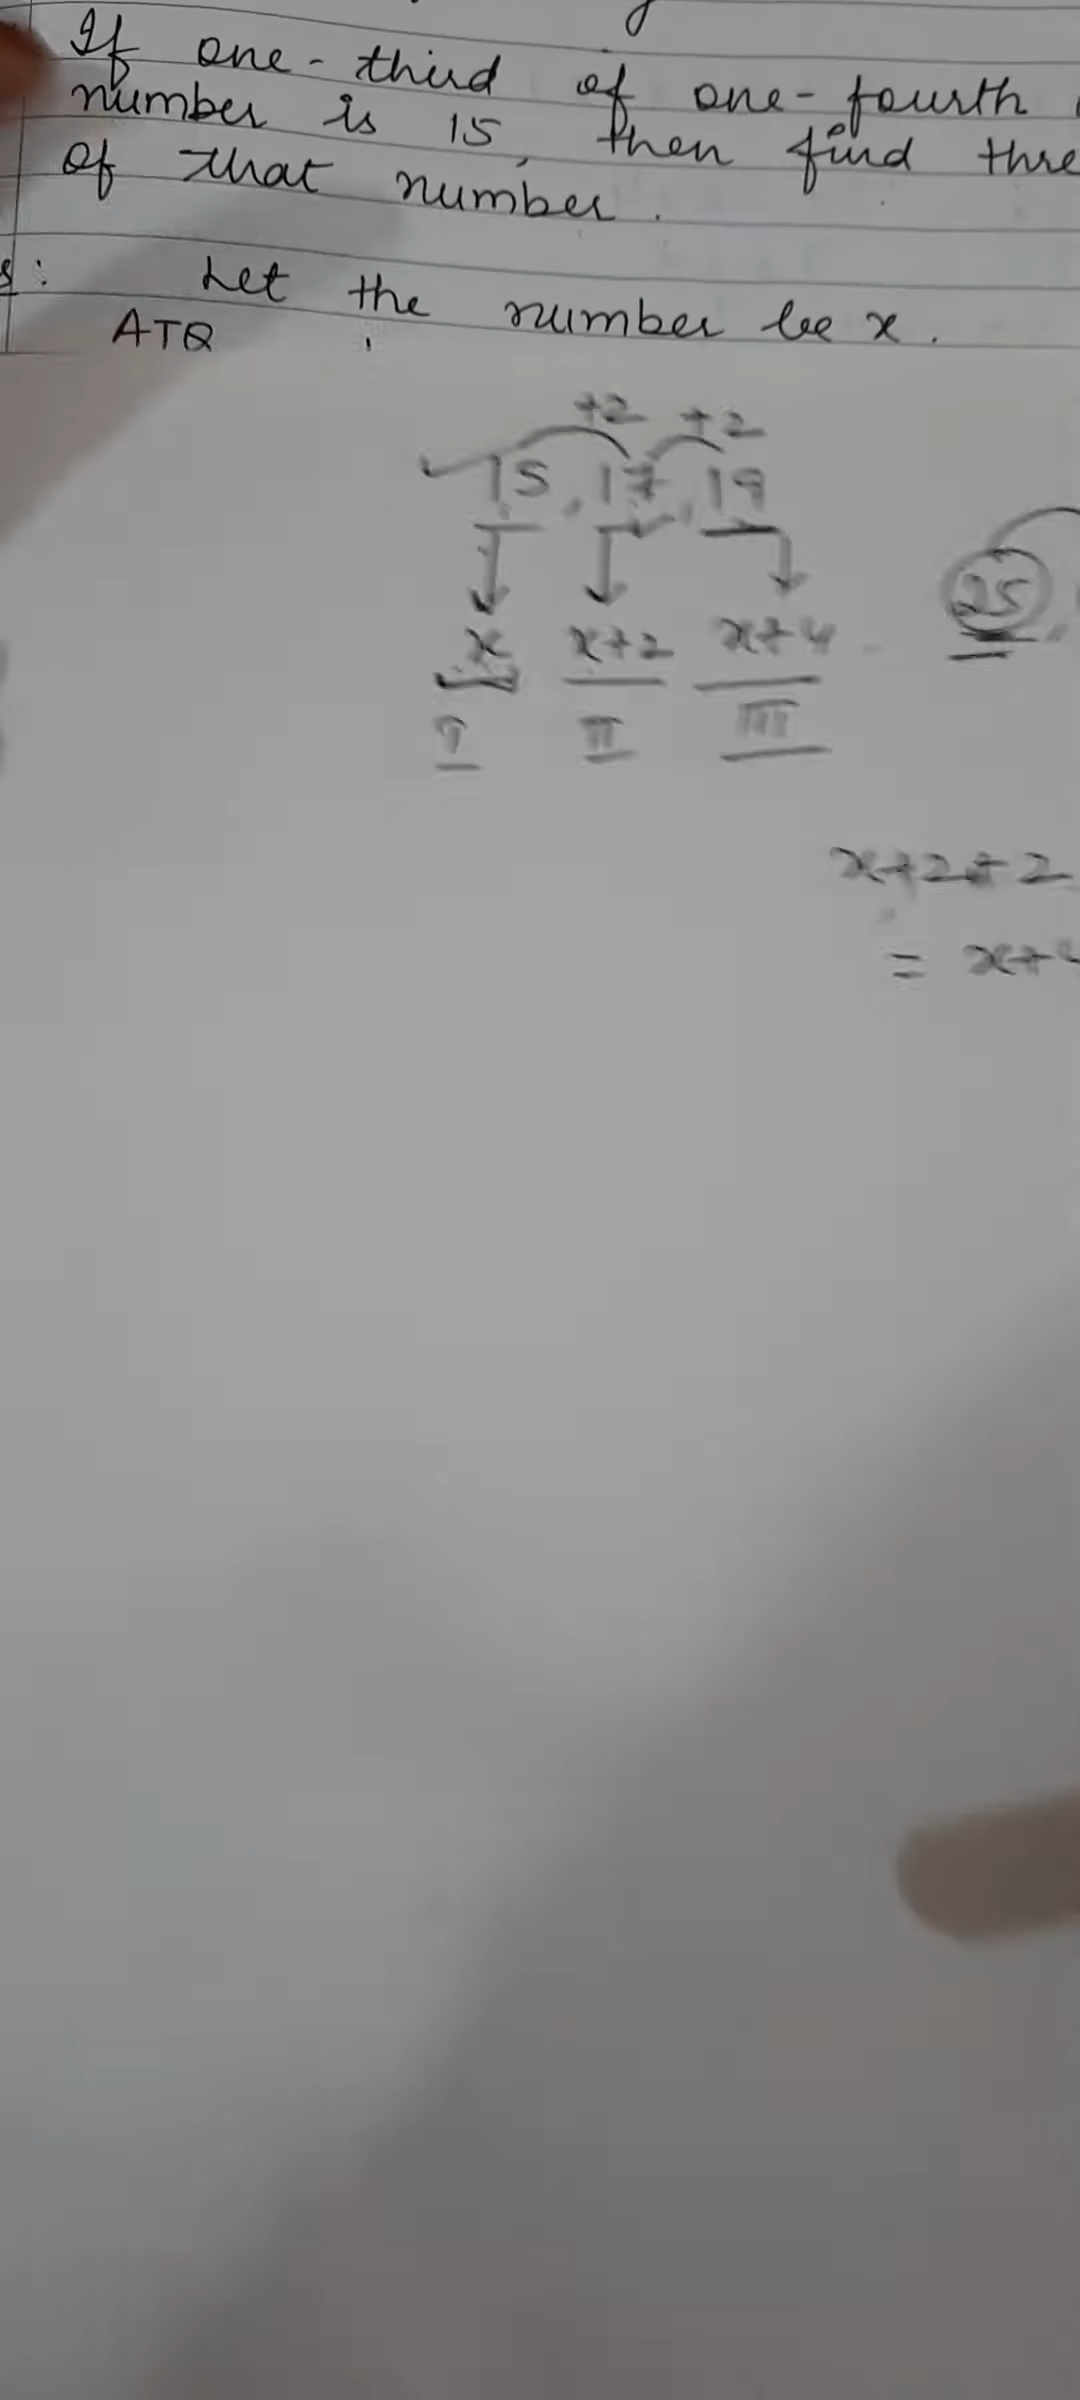 If one-third of one-fourth
number is 15, then find thre
of that number.
s: Let the number be x.
ATQ
+2 +2
15, 17, 19
25,
x x+2 x+4
I II III
x+2+2
= x+4